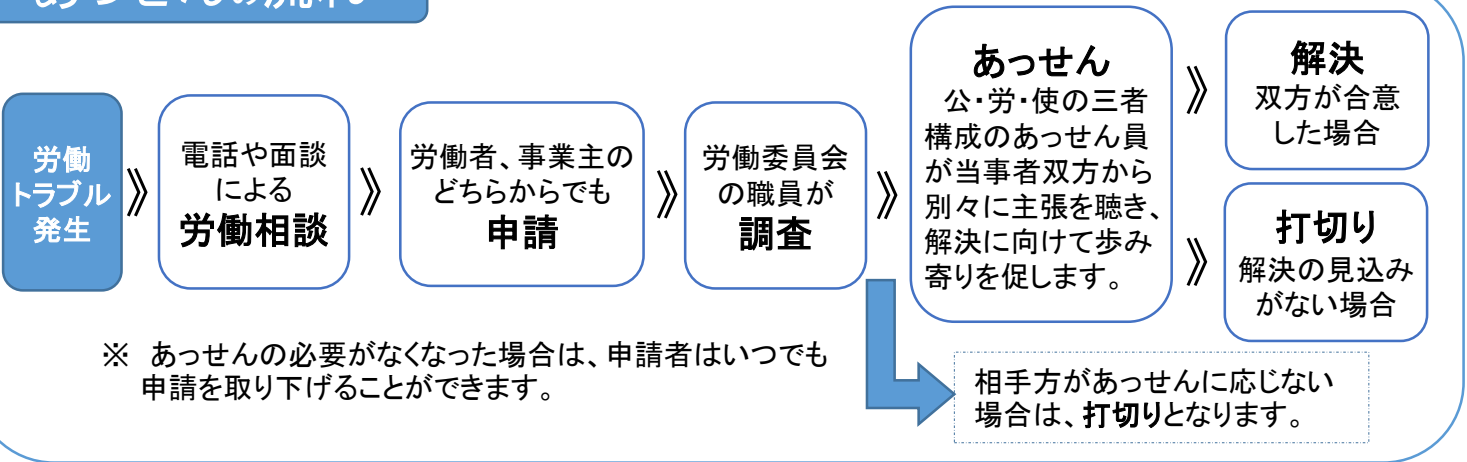 労働
トラブル
発生
》
電話や面談
による
労働相談
》
労働者、事業主の
どちらからでも
申請
》
労働委員会
の職員が
調査
》
あっせん
公・労・使の三者
構成のあっせん員
が当事者双方から
別々に主張を聴き、
解決に向けて歩み
寄りを促します。
》
解決
双方が合意
した場合
》
打切り
解決の見込み
がない場合
※ あっせんの必要がなくなった場合は、申請者はいつでも
申請を取り下げることができます。
相手方があっせんに応じない
場合は、打切りとなります。